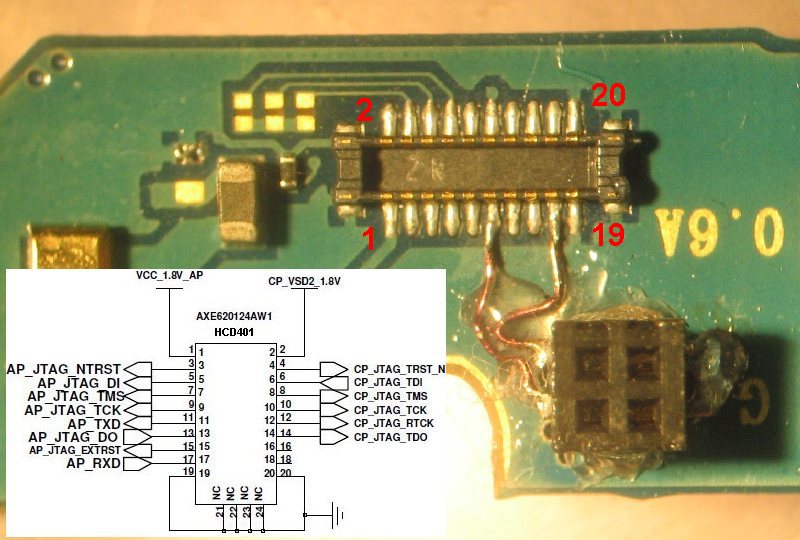 2
20
1
19
0.6A
2N
VCC_1.8V_AP
CP_VSD2_1.8V
AXE620124AW1
HCD401
1 1 2 2
AP_JTAG_NTRST 3 3 4 4 CP_JTAG_TRST_N
AP_JTAG_DI 5 5 6 6 CP_JTAG_TDI
AP_JTAG_TMS 7 7 8 8 CP_JTAG_TMS
AP_JTAG_TCK 9 9 10 10 CP_JTAG_TCK
AP_TXD 11 11 12 12 CP_JTAG_RTCK
AP_JTAG_DO 13 13 14 14 CP_JTAG_TDO
AP_JTAG_EXTRST 15 15 16 16
AP_RXD 17 17 18 18
19 19 20 20
NC NC NC NC
21 22 23 24